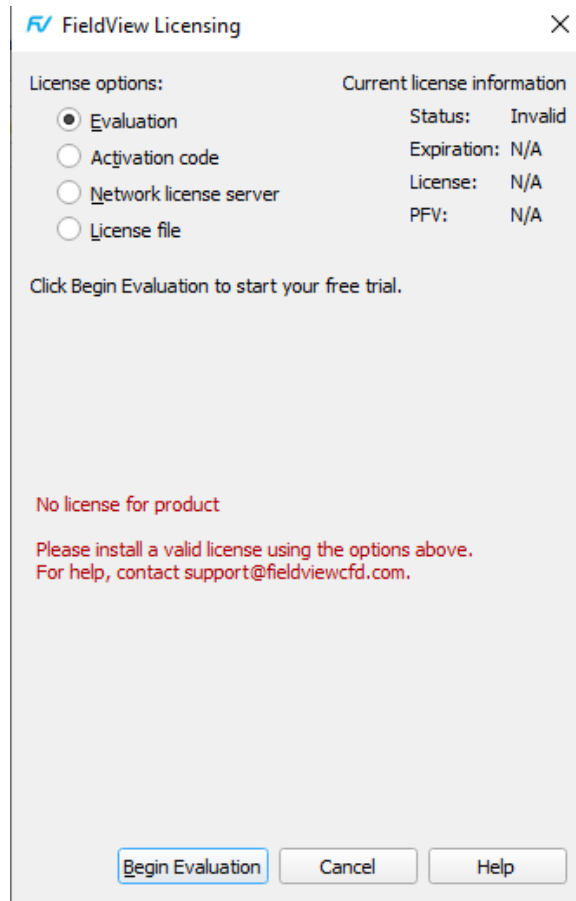 FV FieldView Licensing
License options:
Current license information
Evaluation
Status: Invalid
Activation code
Expiration: N/A
Network license server
License: N/A
License file
PFV: N/A
Click Begin Evaluation to start your free trial.
No license for product
Please install a valid license using the options above.
For help, contact support@fieldviewcfd.com.
Begin Evaluation
Cancel
Help